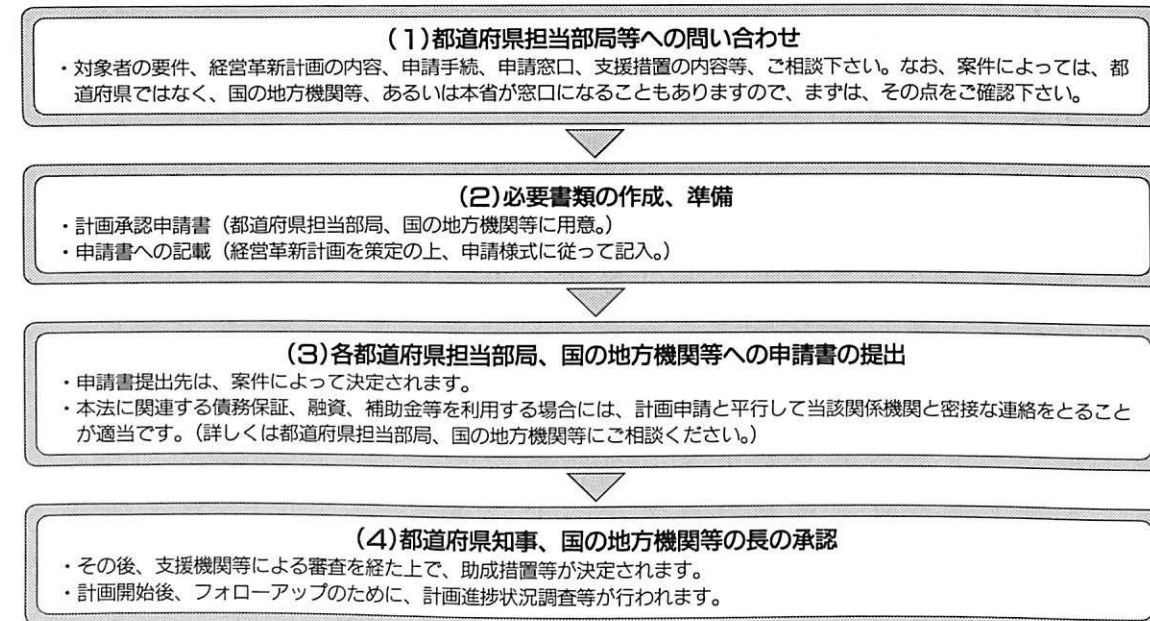 (1)都道府県担当部局等への問い合わせ
・対象者の要件、経営革新計画の内容、申請手続、申請窓口、支援措置の内容等、ご相談下さい。なお、案件によっては、都
道府県ではなく、国の地方機関等、あるいは本省が窓口になることもありますので、まずは、その点をご確認下さい。
(2)必要書類の作成、準備
・計画承認申請書（都道府県担当部局、国の地方機関等に用意。）
・申請書への記載（経営革新計画を策定の上、申請様式に従って記入。）
(3)各都道府県担当部局、国の地方機関等への申請書の提出
・申請書提出先は、案件によって決定されます。
・本法に関連する債務保証、融資、補助金等を利用する場合には、計画申請と平行して当該関係機関と密接な連絡をとること
が適当です。（詳しくは都道府県担当部局、国の地方機関等にご相談ください。）
(4)都道府県知事、国の地方機関等の長の承認
・その後、支援機関等による審査を経た上で、助成措置等が決定されます。
・計画開始後、フォローアップのために、計画進捗状況調査等が行われます。